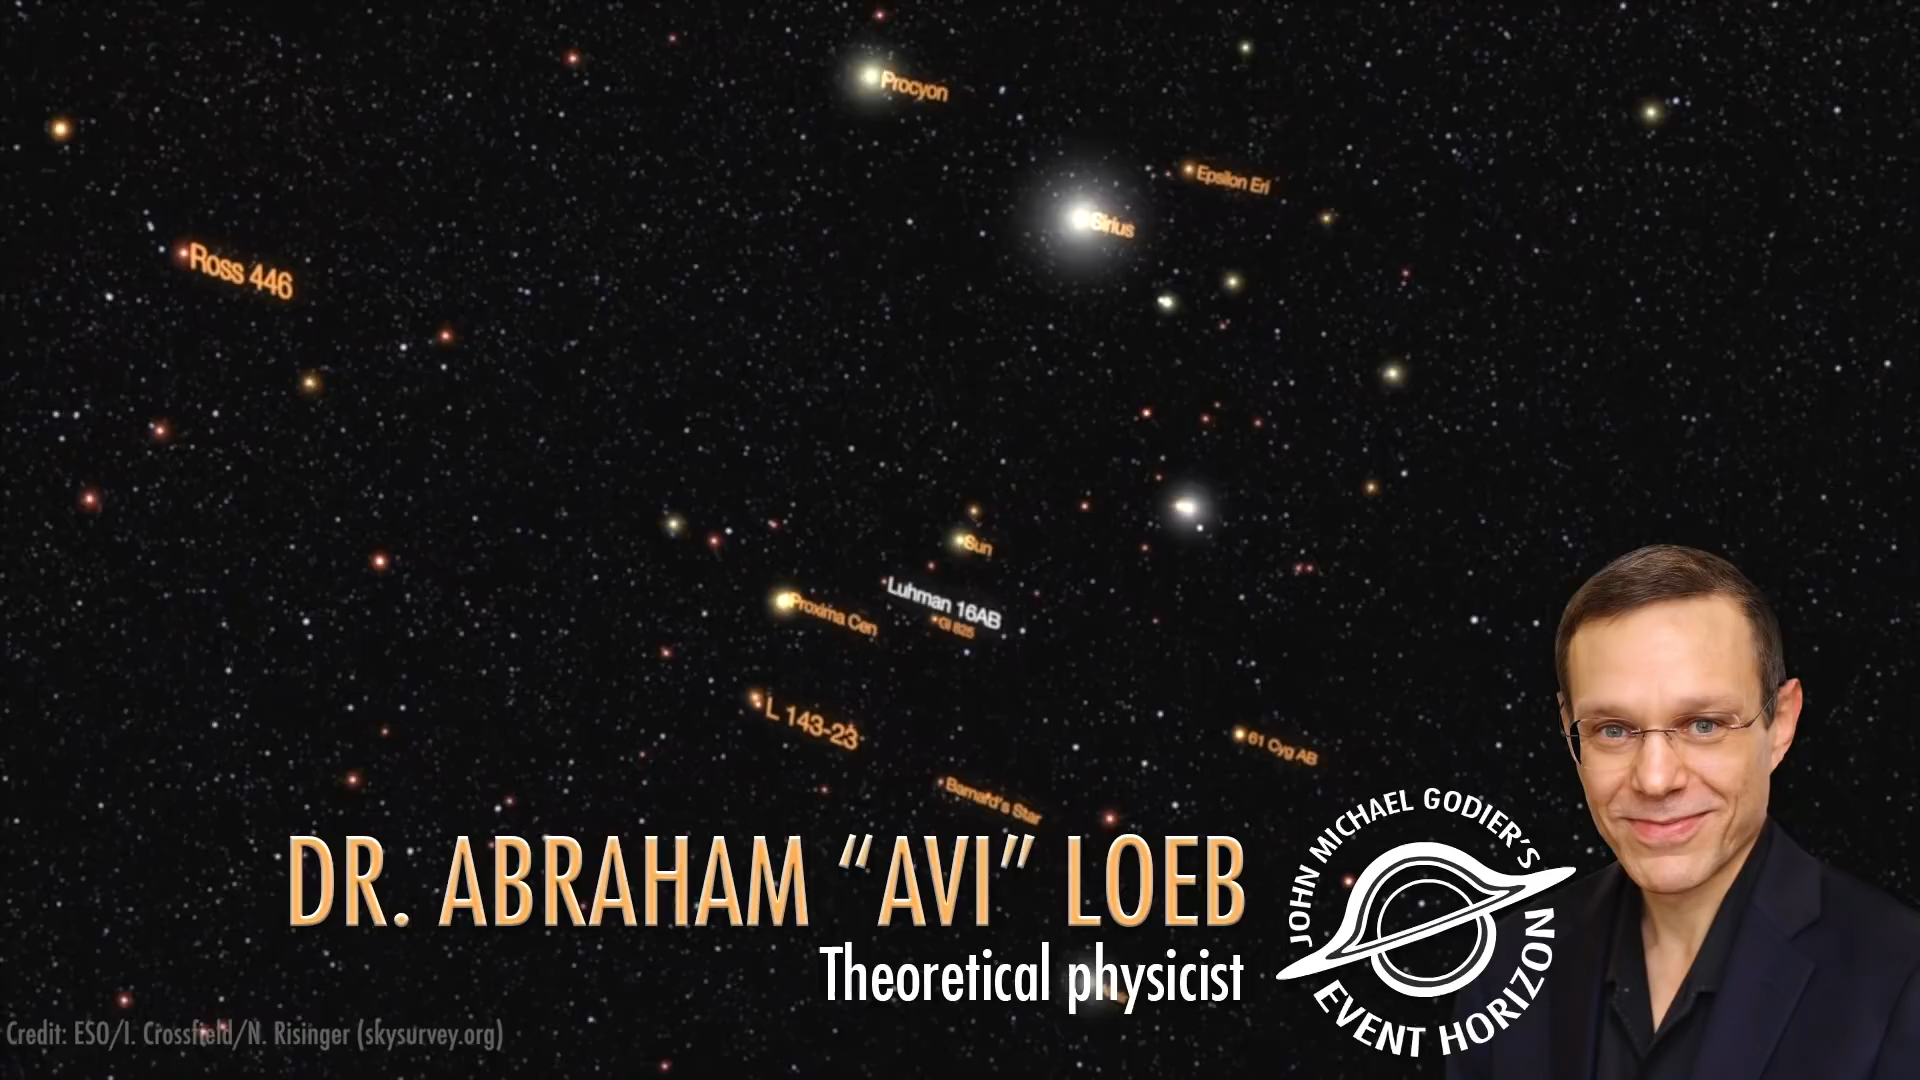 Procyon
Epsilon Eri
Sirius
Ross 446
Sun
Luhman 16AB
Gl 825
Proxima Cen
L 143-23
61 Cyg AB
Barnard's Star
DR. ABRAHAM “AVI” LOEB
Theoretical physicist
JOHN MICHAEL GODIER'S
EVENT HORIZON
Credit: ESO/I. Crossfield/N. Risinger (skysurvey.org)